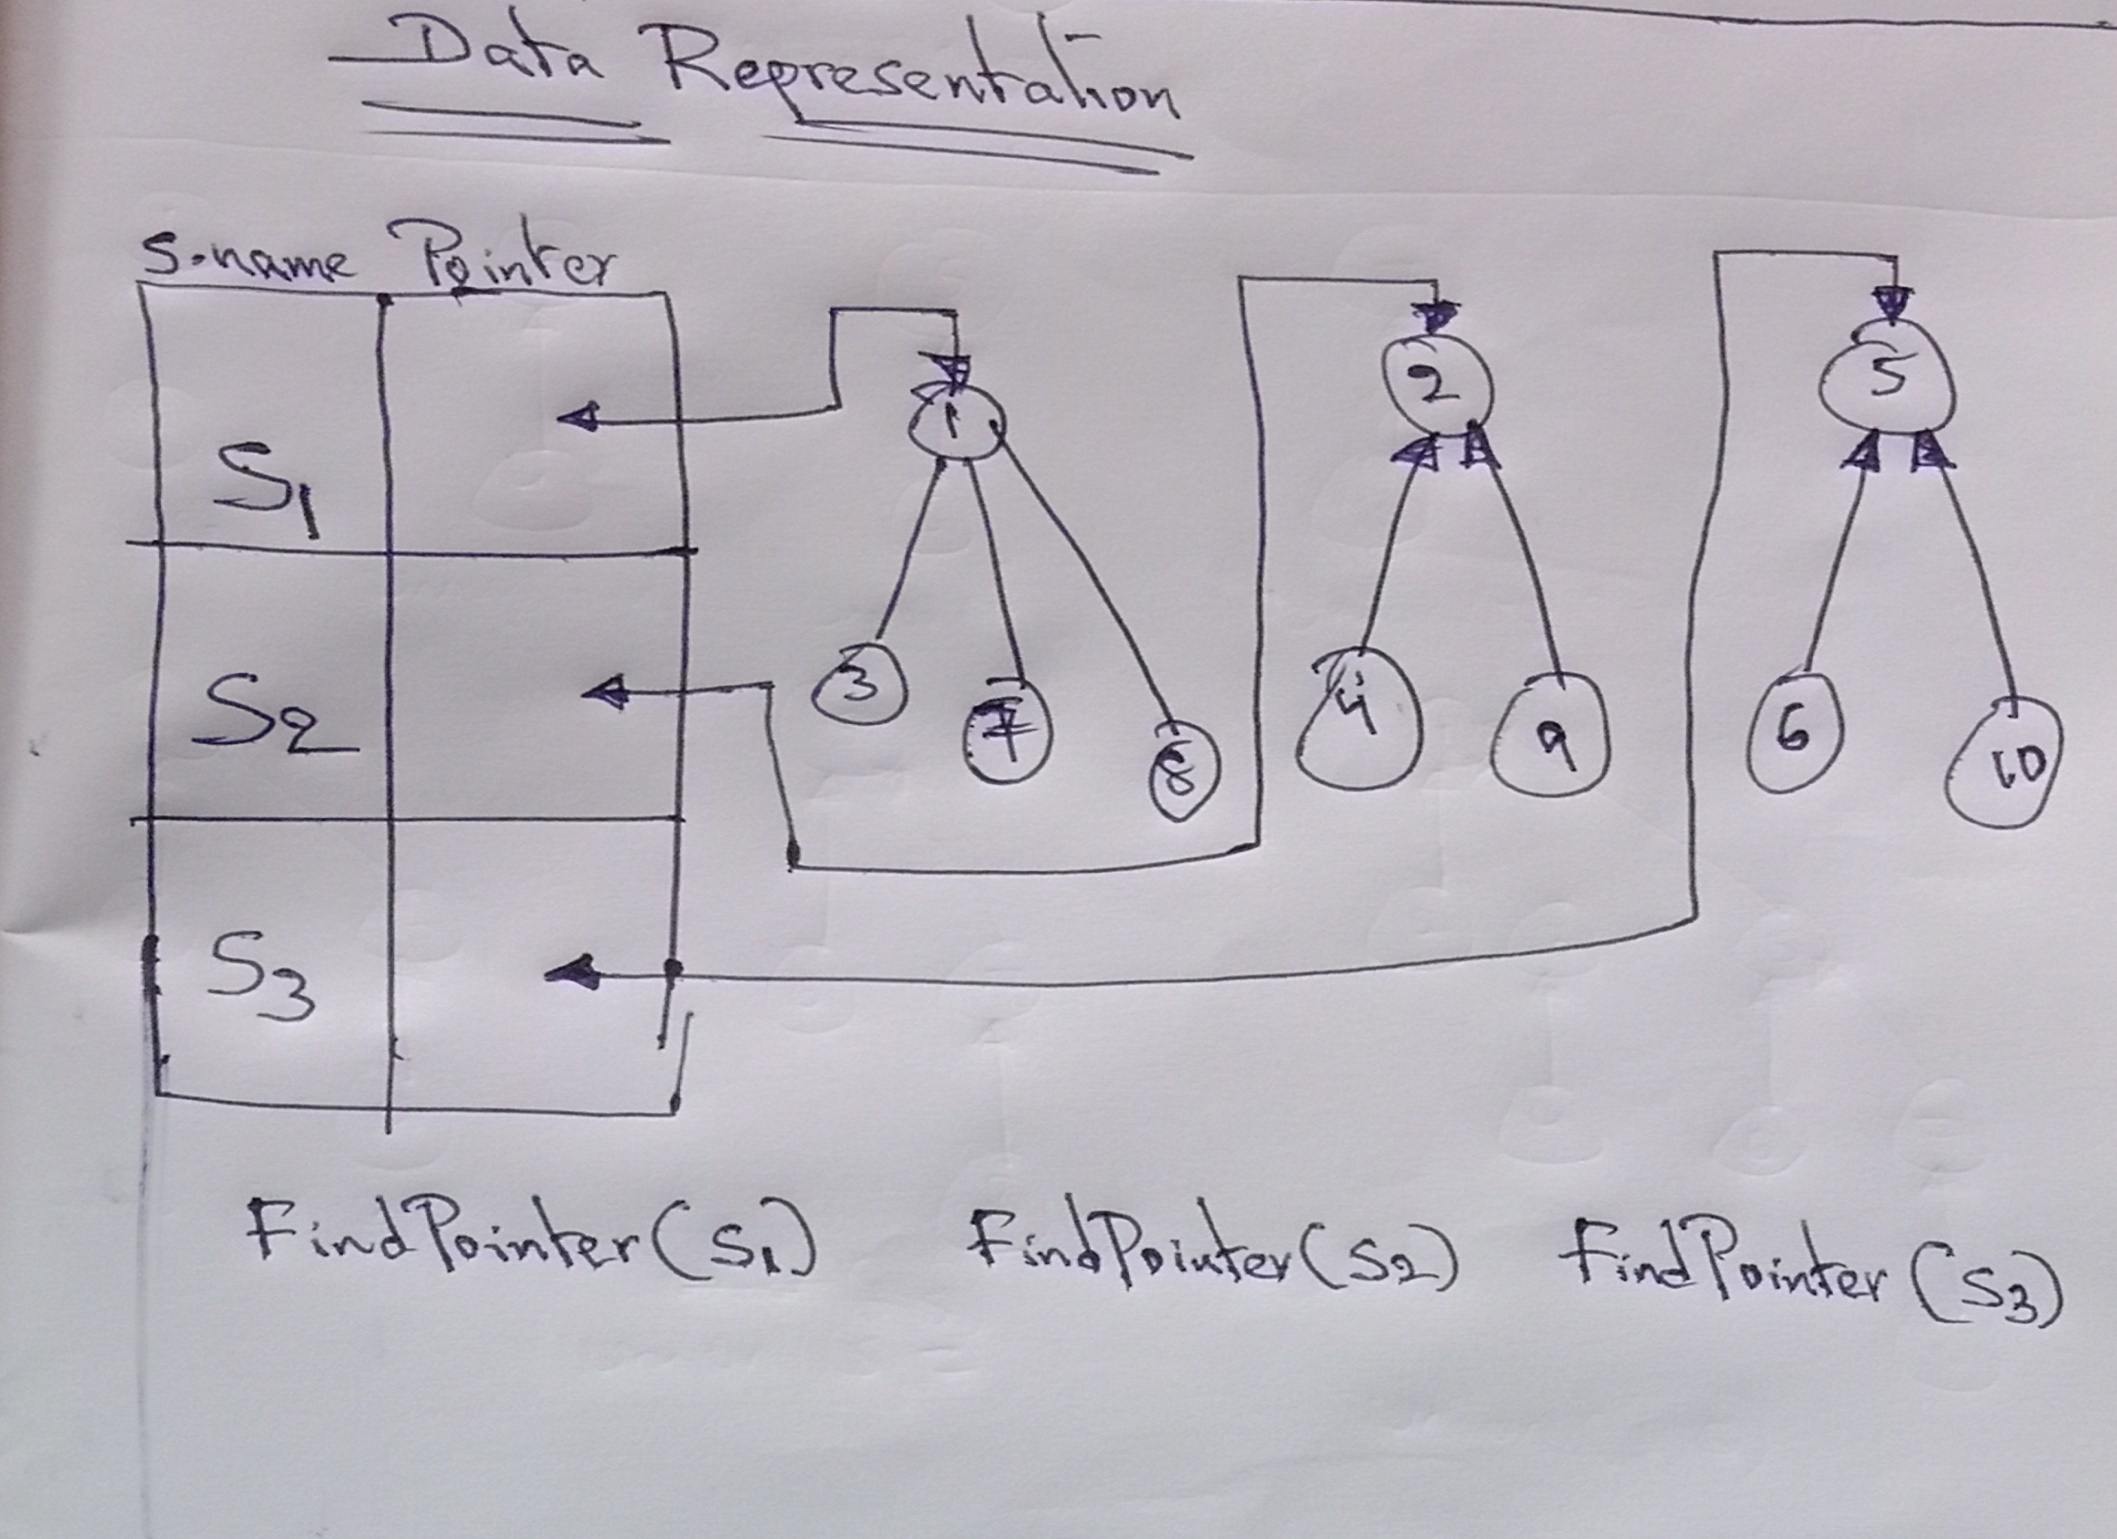 Data Representation
S.name Pointer
S1
S2
S3
1
3
7
8
2
4
9
5
6
10
FindPointer(S1) FindPointer(S2) FindPointer(S3)